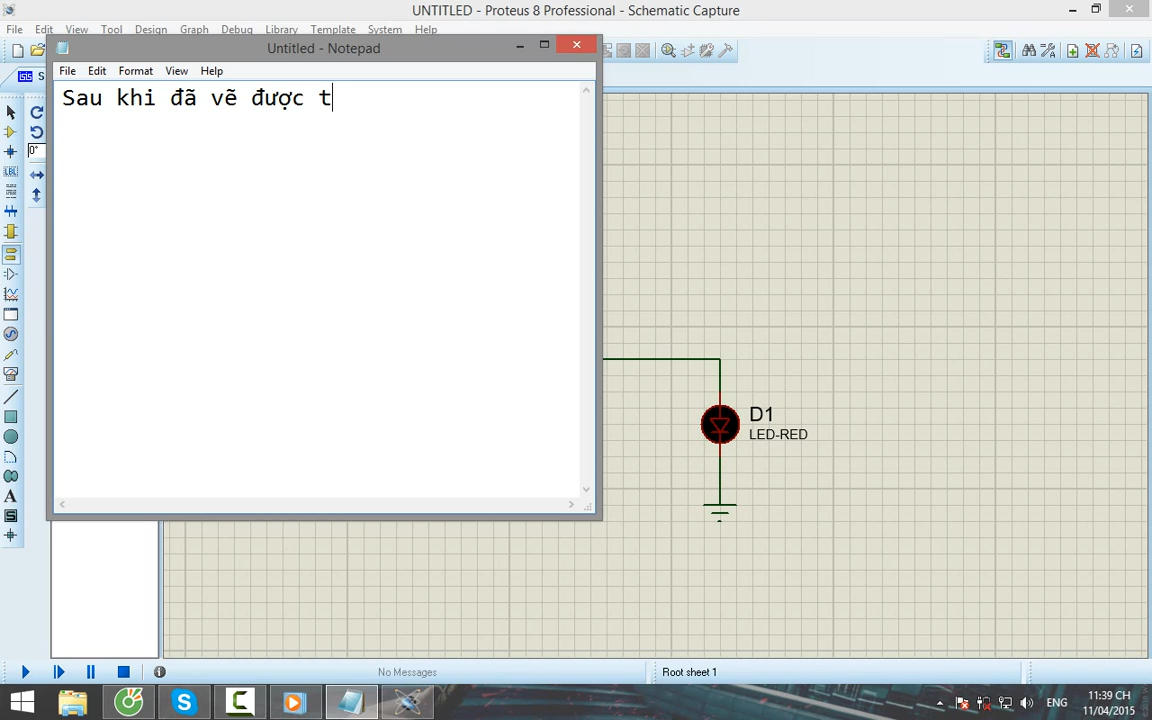 UNTITLED - Proteus 8 Professional - Schematic Capture
File Edit View Tool Design Graph Debug Library Template System Help
Untitled - Notepad
File Edit Format View Help
S
Sau khi đã vẽ được t
LBL
0°
A
S
D1
LED-RED
No Messages
Root sheet 1
ENG
11:39 CH
11/04/2015